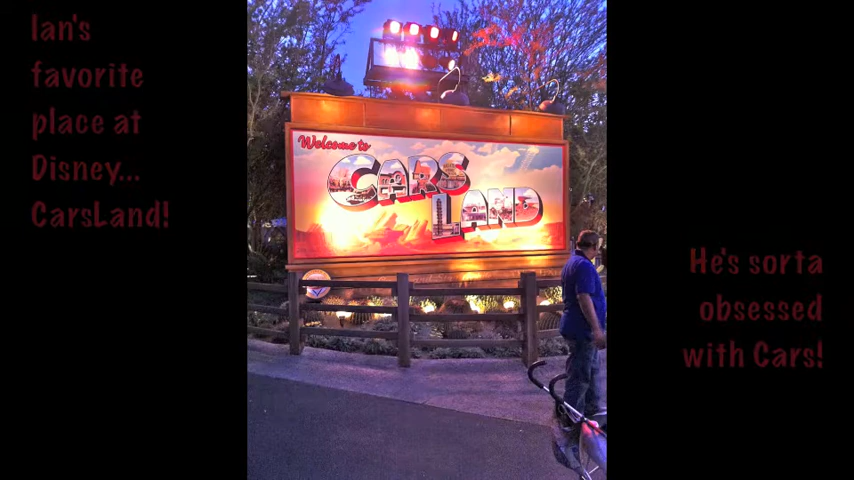 Ian's
favorite
place at
Disney...
CarsLand!
Welcome to
CARS
LAND
He's sorta
obsessed
with Cars!